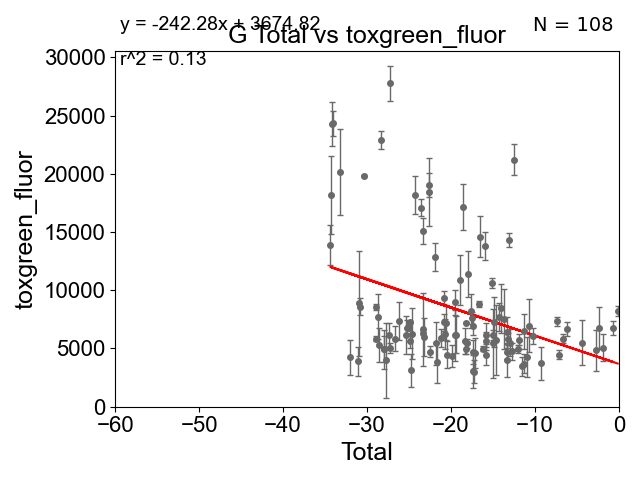 y = -242.28x + 3674.82
G Total vs toxgreen_fluor
N = 108
r^2 = 0.13
30000
25000
20000
15000
10000
5000
0
toxgreen_fluor
−60
−50
−40
−30
−20
−10
0
Total